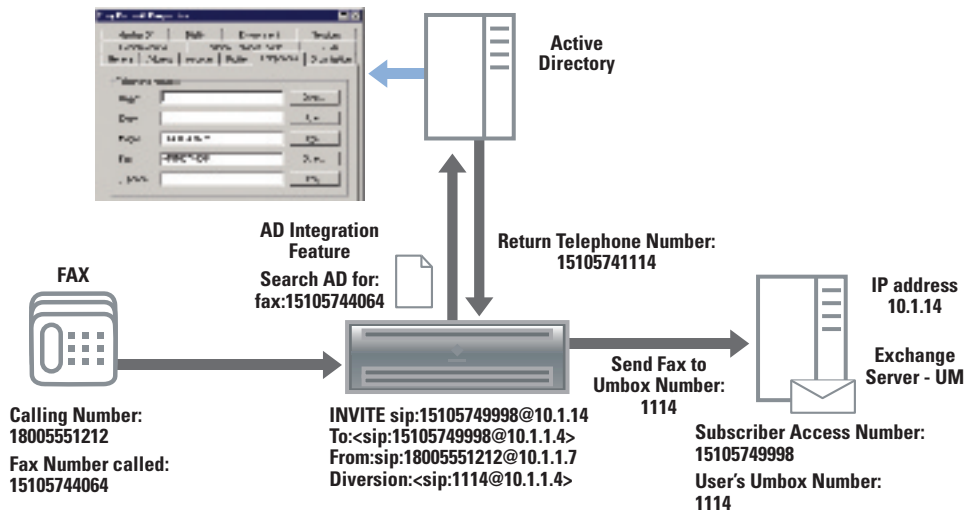 Active
Directory
AD Integration
Feature
Search AD for:
fax:15105744064
Return Telephone Number:
15105741114
FAX
IP address
10.1.14
Exchange
Server - UM
Send Fax to
Umbox Number:
1114
Calling Number:
18005551212
Fax Number called:
15105744064
INVITE sip:15105749998@10.1.14
To:<sip:15105749998@10.1.1.4>
From:sip:18005551212@10.1.1.7
Diversion:<sip:1114@10.1.1.4>
Subscriber Access Number:
15105749998
User's Umbox Number:
1114